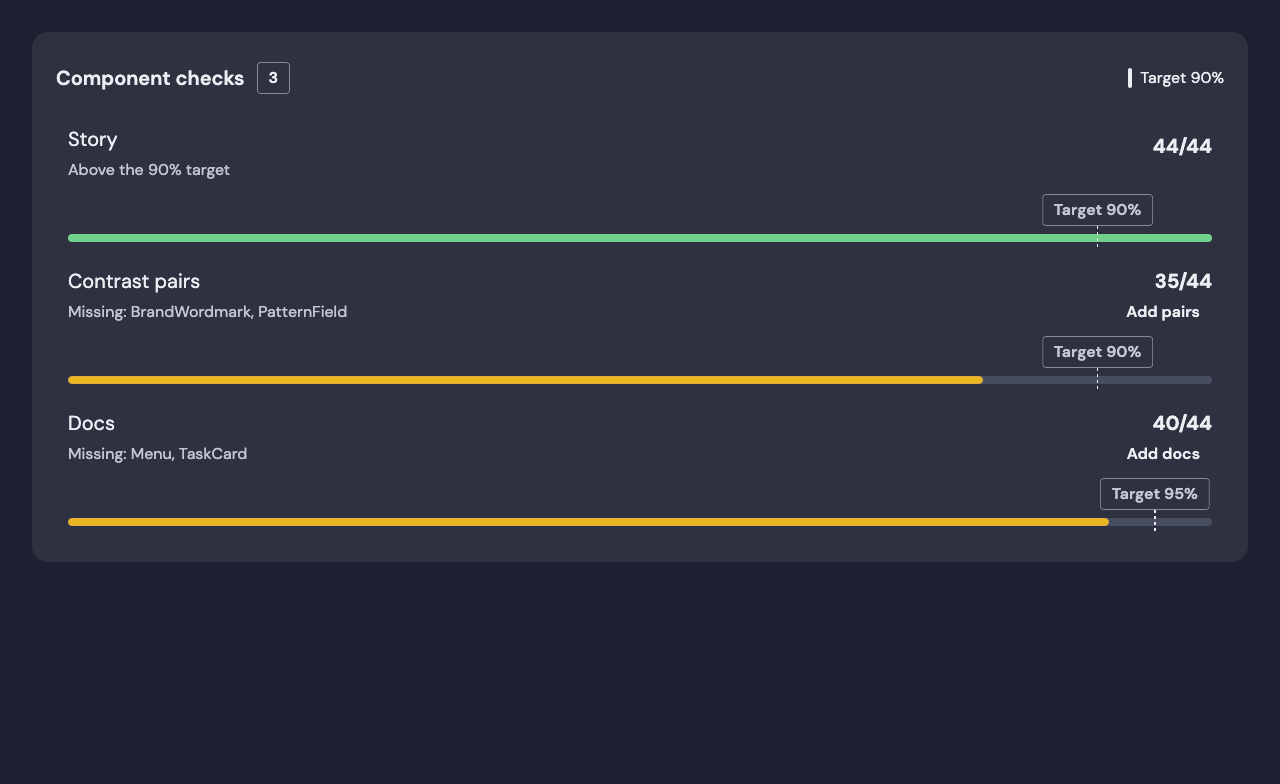 Component checks 3
Target 90%
Story
44/44
Above the 90% target
Target 90%
Contrast pairs
35/44
Missing: BrandWordmark, PatternField
Add pairs
Target 90%
Docs
40/44
Missing: Menu, TaskCard
Add docs
Target 95%